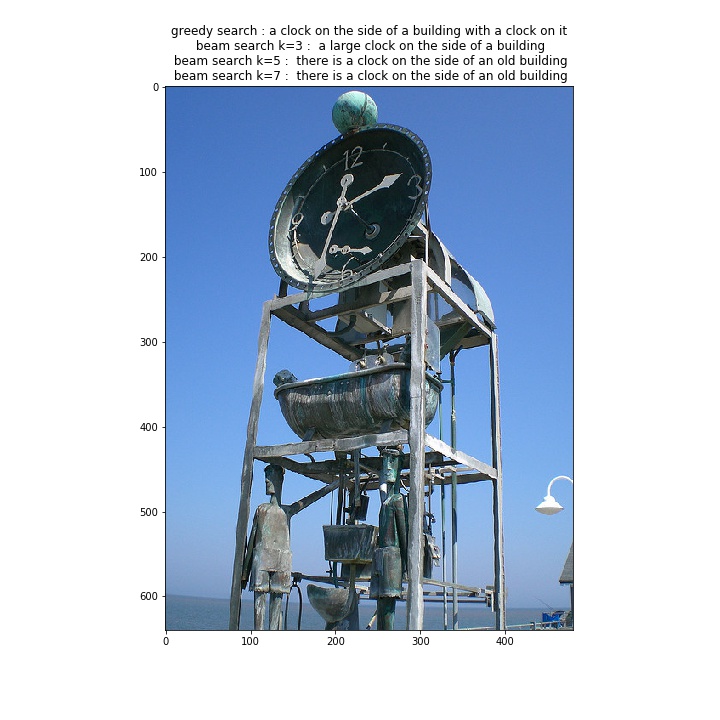 greedy search : a clock on the side of a building with a clock on it
beam search k=3 :  a large clock on the side of a building
beam search k=5 :  there is a clock on the side of an old building
beam search k=7 :  there is a clock on the side of an old building
0
100
200
300
400
500
600
12
3
9
6
0 100 200 300 400